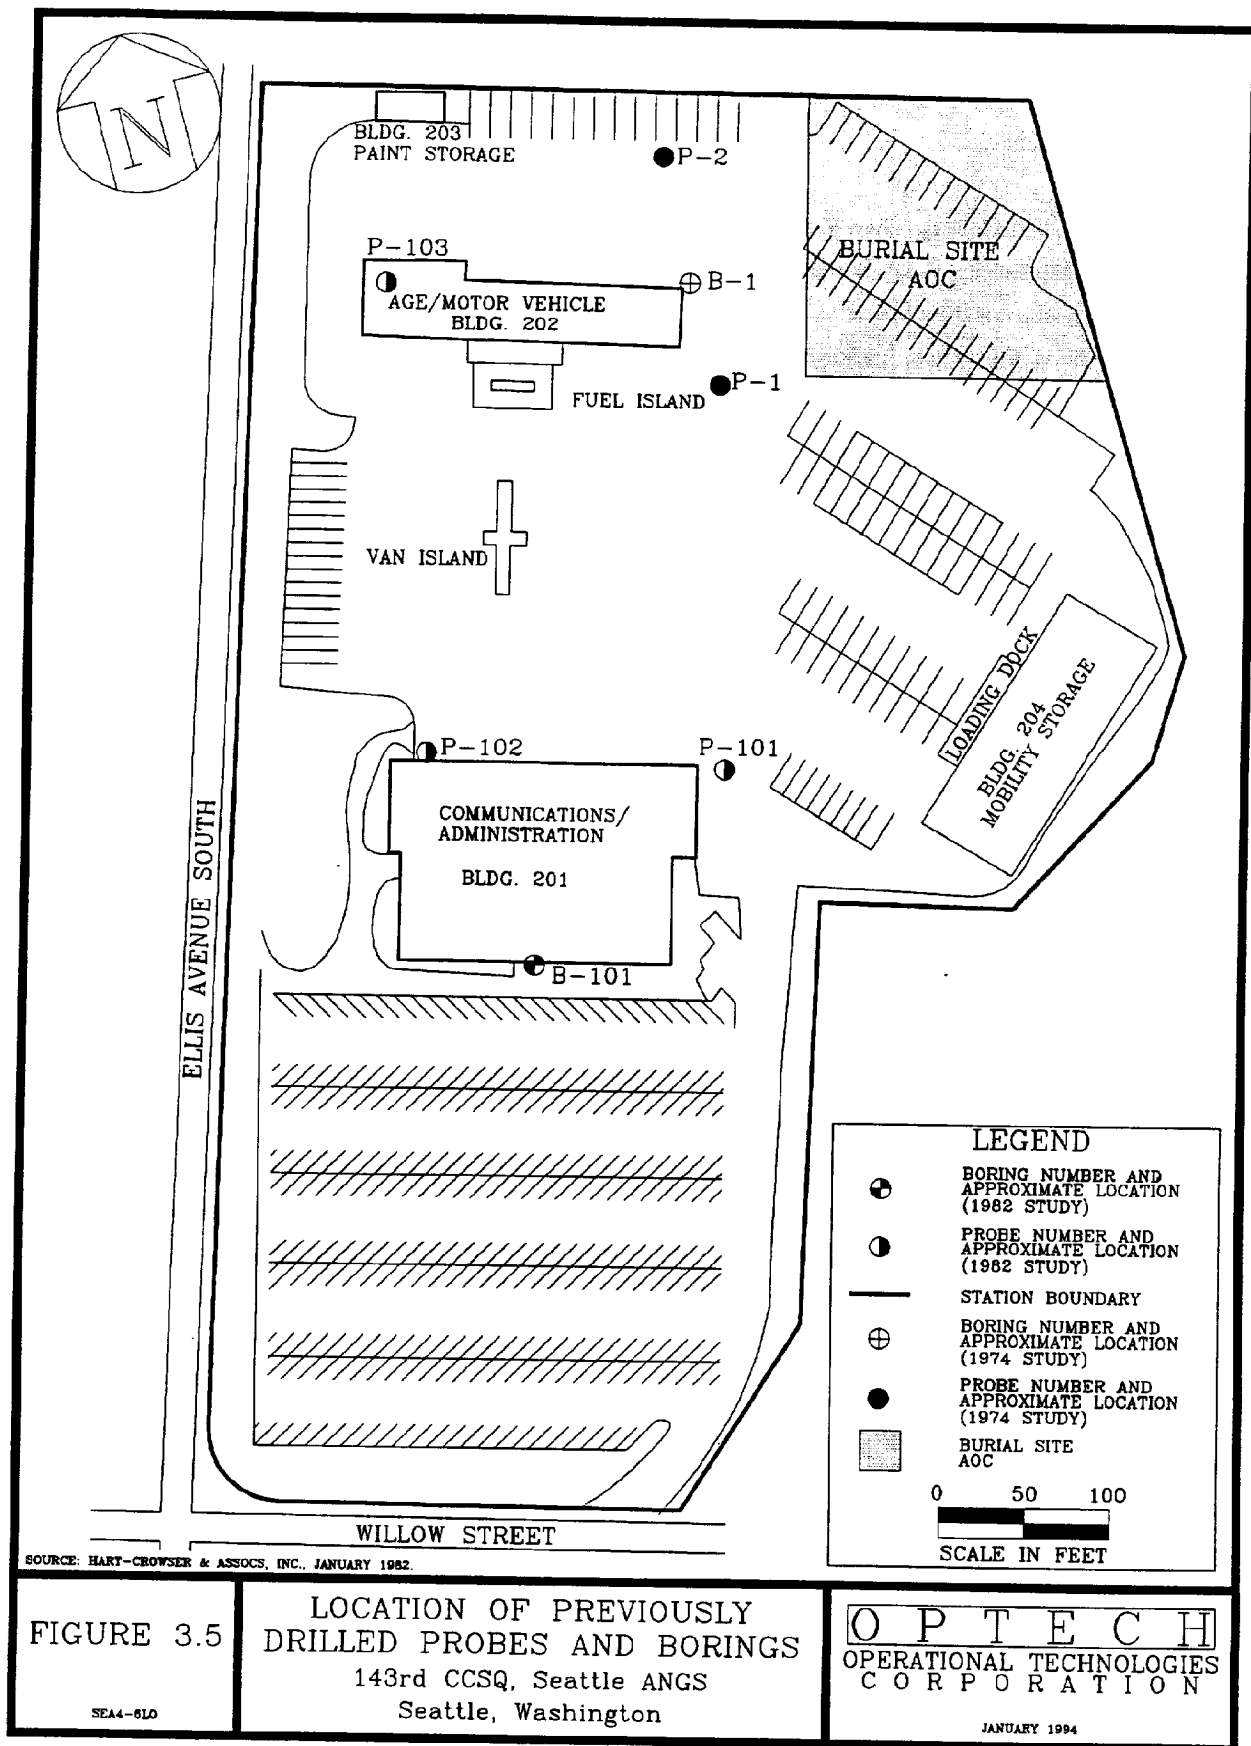 N
BLDG. 203
PAINT STORAGE
P-2
P-103
BURIAL SITE
AOC
B-1
AGE/MOTOR VEHICLE
BLDG. 202
P-1
FUEL ISLAND
VAN ISLAND
LOADING DOCK
BLDG. 204
MOBILITY STORAGE
P-102
P-101
COMMUNICATIONS/
ADMINISTRATION
BLDG. 201
ELLIS AVENUE SOUTH
B-101
LEGEND
BORING NUMBER AND
APPROXIMATE LOCATION
(1982 STUDY)
PROBE NUMBER AND
APPROXIMATE LOCATION
(1982 STUDY)
STATION BOUNDARY
BORING NUMBER AND
APPROXIMATE LOCATION
(1974 STUDY)
PROBE NUMBER AND
APPROXIMATE LOCATION
(1974 STUDY)
BURIAL SITE
AOC
0 50 100
SCALE IN FEET
WILLOW STREET
SOURCE: HART-CROWSER & ASSOCS, INC., JANUARY 1982.
FIGURE 3.5
SEA4-6LO
LOCATION OF PREVIOUSLY
DRILLED PROBES AND BORINGS
143rd CCSQ, Seattle ANGS
Seattle, Washington
OPTECH
OPERATIONAL TECHNOLOGIES
CORPORATION
JANUARY 1994